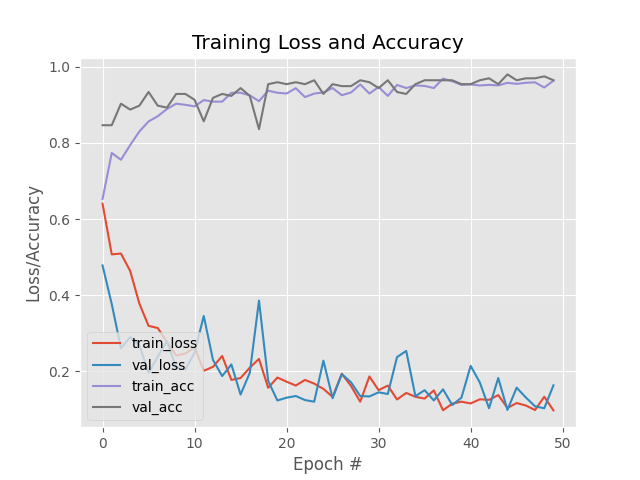 Training Loss and Accuracy
1.0
0.8
0.6
0.4
0.2
Loss/Accuracy
train_loss
val_loss
train_acc
val_acc
0 10 20 30 40 50
Epoch #